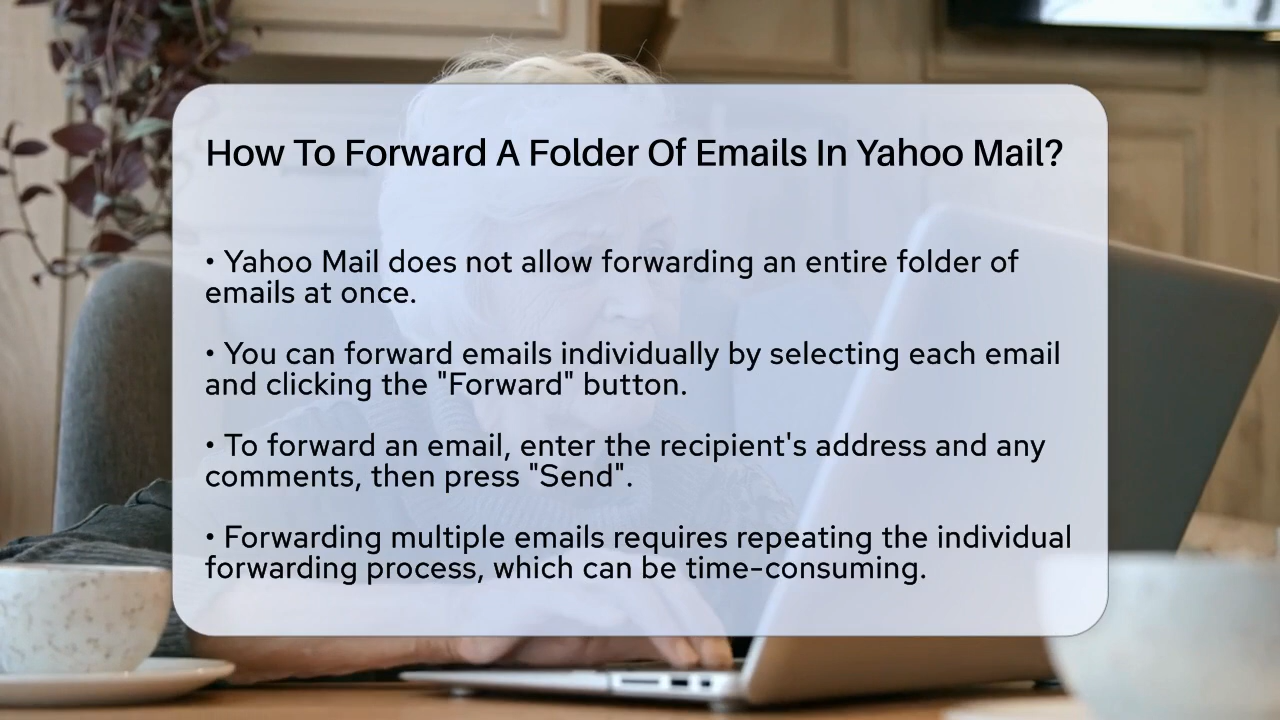 How To Forward A Folder Of Emails In Yahoo Mail?
• Yahoo Mail does not allow forwarding an entire folder of
emails at once.
• You can forward emails individually by selecting each email
and clicking the "Forward" button.
• To forward an email, enter the recipient's address and any
comments, then press "Send".
• Forwarding multiple emails requires repeating the individual
forwarding process, which can be time-consuming.